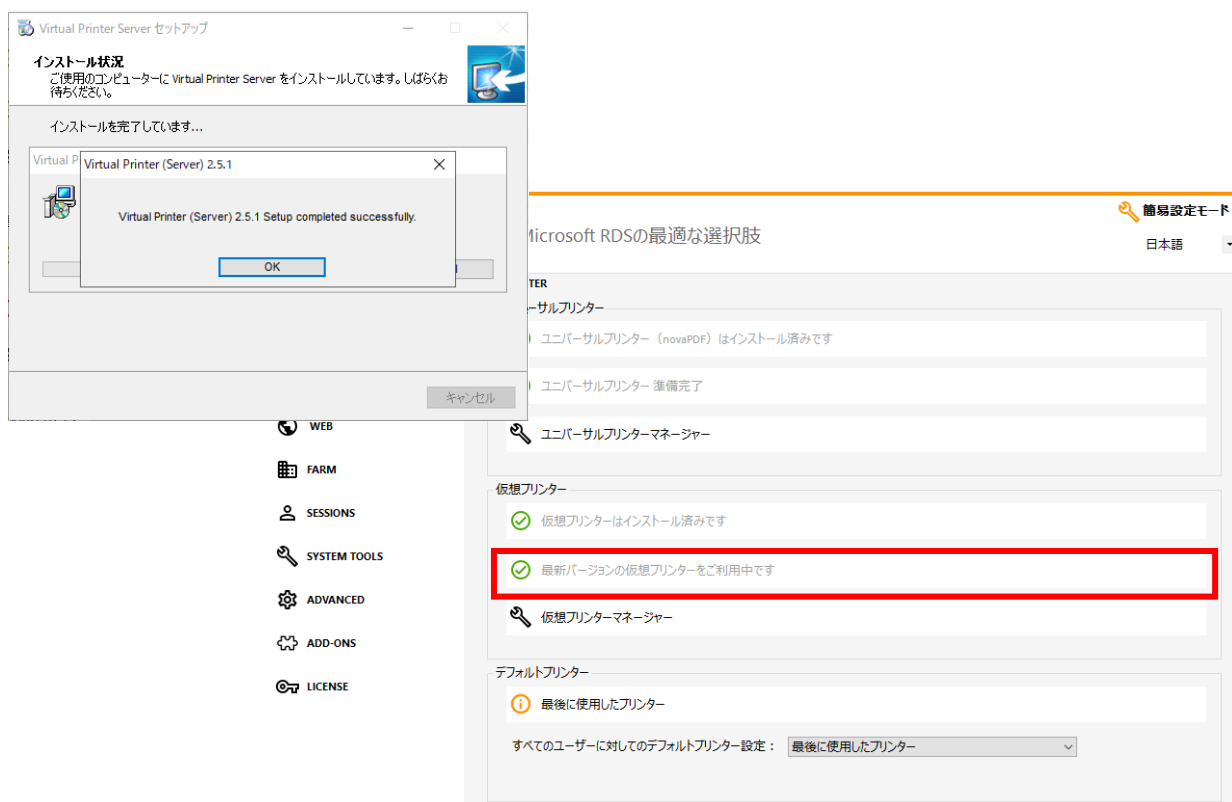 Virtual Printer Server セットアップ
インストール状況
ご使用のコンピューターに Virtual Printer Server をインストールしています。しばらくお
待ちください。
インストールを完了しています...
Virtual P
Virtual Printer (Server) 2.5.1
Virtual Printer (Server) 2.5.1 Setup completed successfully.
OK
キャンセル
簡易設定モード
Microsoft RDSの最適な選択肢
日本語
TER
ーサルプリンター
ユニバーサルプリンター（novaPDF）はインストール済みです
ユニバーサルプリンター 準備完了
ユニバーサルプリンターマネージャー
WEB
FARM
SESSIONS
SYSTEM TOOLS
ADVANCED
ADD-ONS
LICENSE
仮想プリンター
仮想プリンターはインストール済みです
最新バージョンの仮想プリンターをご利用中です
仮想プリンターマネージャー
デフォルトプリンター
最後に使用したプリンター
すべてのユーザーに対してのデフォルトプリンター設定：
最後に使用したプリンター